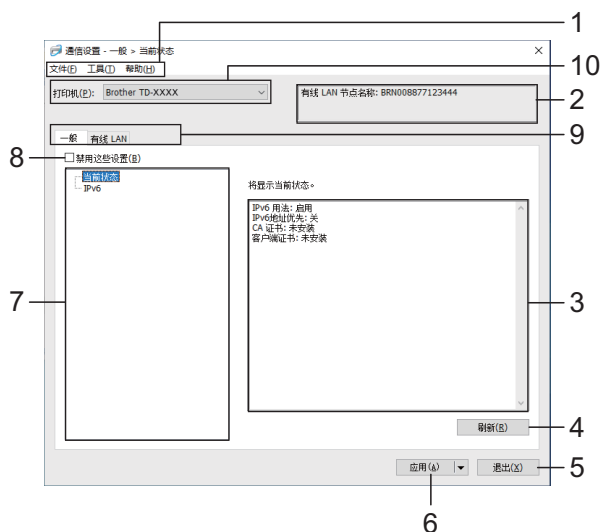 1
通信设置 - 一般 > 当前状态
文件(F) 工具(T) 帮助(H)
10
打印机(P): Brother TD-XXXX
有线 LAN 节点名称: BRN008877123444
2
9
一般 有线 LAN
8
禁用这些设置(B)
当前状态
IPv6
将显示当前状态。
IPv6 用法: 启用
IPv6地址优先: 关
CA 证书: 未安装
客户端证书: 未安装
7
3
刷新(R)
4
应用(A)
退出(X)
5
6